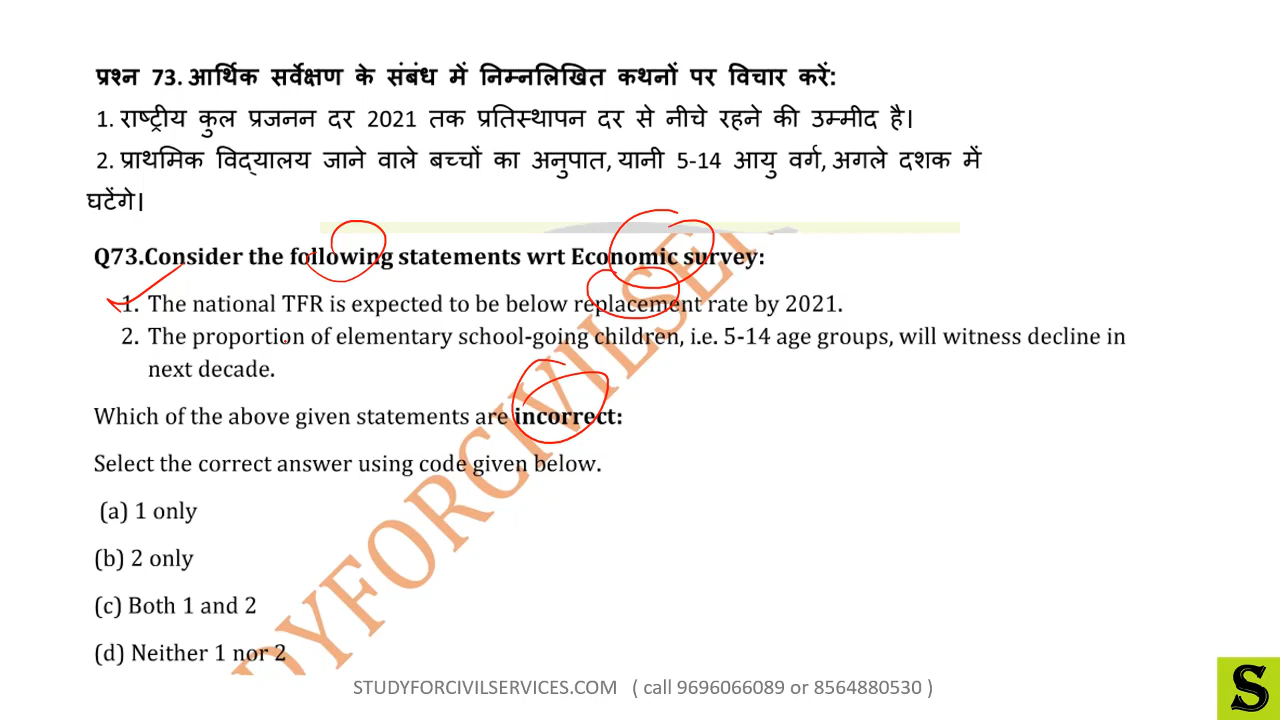 प्रश्न 73. आर्थिक सर्वेक्षण के संबंध में निम्नलिखित कथनों पर विचार करें:
1. राष्ट्रीय कुल प्रजनन दर 2021 तक प्रतिस्थापन दर से नीचे रहने की उम्मीद है।
2. प्राथमिक विद्यालय जाने वाले बच्चों का अनुपात, यानी 5-14 आयु वर्ग, अगले दशक में
घटेंगे।
Q73.Consider the following statements wrt Economic survey:
1. The national TFR is expected to be below replacement rate by 2021.
2. The proportion of elementary school-going children, i.e. 5-14 age groups, will witness decline in
next decade.
Which of the above given statements are incorrect:
Select the correct answer using code given below.
(a) 1 only
(b) 2 only
(c) Both 1 and 2
(d) Neither 1 nor 2
DYFORCIVILSE
STUDYFORCIVILSERVICES.COM ( call 9696066089 or 8564880530 )
S